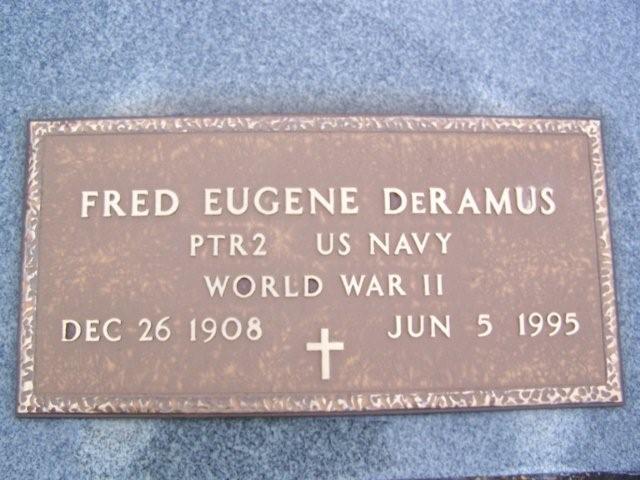 FRED EUGENE DeRAMUS
PTR2 US NAVY
WORLD WAR II
DEC 26 1908 JUN 5 1995